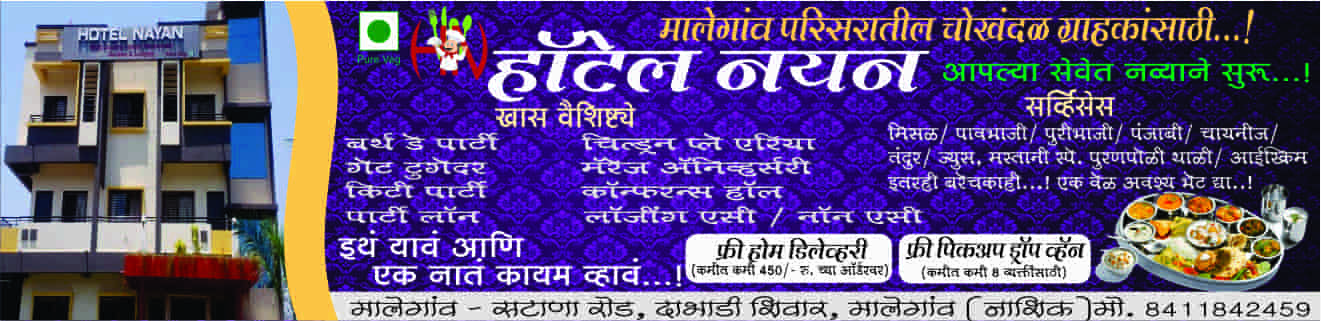 HOTEL NAYAN
Pure Veg
मालेगांव परिसरातील चोखंदळ ग्राहकांसाठी...!
हॉटेल नयन
आपल्या सेवेत नव्याने सुरू...!
खास वैशिष्ट्ये
बर्थ डे पार्टी
चिल्ड्रन प्ले एरिया
गेट टुगेदर
मॅरेज ॲनिव्हर्सरी
किटी पार्टी
कॉन्फरन्स हॉल
पार्टी लॉन
लॉजींग एसी / नॉन एसी
सर्व्हिसेस
मिसळ/ पावभाजी/ पुरीभाजी/ पंजाबी/ चायनीज/
तंदुर/ ज्युस, मस्तानी स्पे. पुरणपोळी थाळी/ आईस्क्रिम
इतरही बरेचकाही...! एक वेळ अवश्य भेट द्या..!
इथं यावं आणि
एक नातं कायम व्हावं...!
फ्री होम डिलेव्हरी
(कमीत कमी 450/- रु. च्या ऑर्डरवर)
फ्री पिकअप ड्रॉप व्हॅन
(कमीत कमी 8 व्यक्तींसाठी)
मालेगांव - सटाणा रोड, दाभाडी शिवार, मालेगांव ( नाशिक )मो. 8411842459